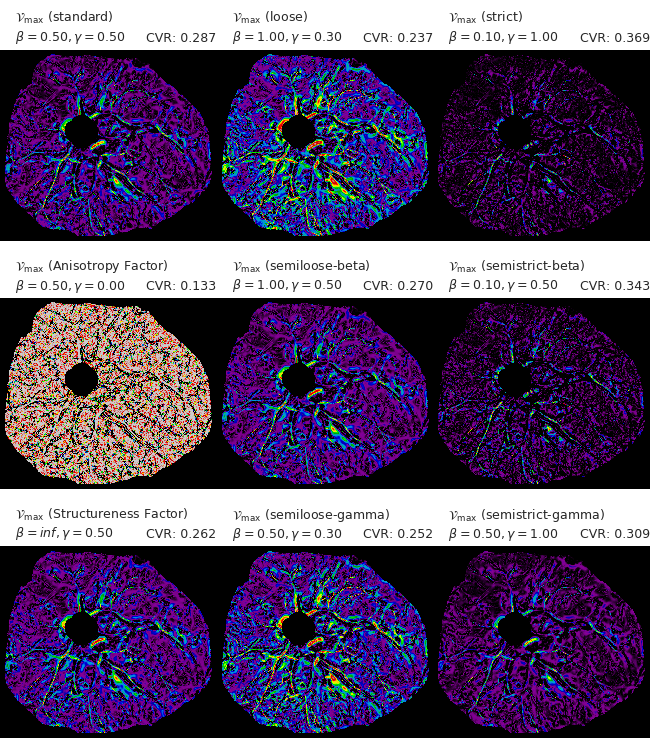 𝒱max (standard)
β = 0.50, γ = 0.50 CVR: 0.287
𝒱max (loose)
β = 1.00, γ = 0.30 CVR: 0.237
𝒱max (strict)
β = 0.10, γ = 1.00 CVR: 0.369
𝒱max (Anisotropy Factor)
β = 0.50, γ = 0.00 CVR: 0.133
𝒱max (semiloose-beta)
β = 1.00, γ = 0.50 CVR: 0.270
𝒱max (semistrict-beta)
β = 0.10, γ = 0.50 CVR: 0.343
𝒱max (Structureness Factor)
β = inf, γ = 0.50 CVR: 0.262
𝒱max (semiloose-gamma)
β = 0.50, γ = 0.30 CVR: 0.252
𝒱max (semistrict-gamma)
β = 0.50, γ = 1.00 CVR: 0.309